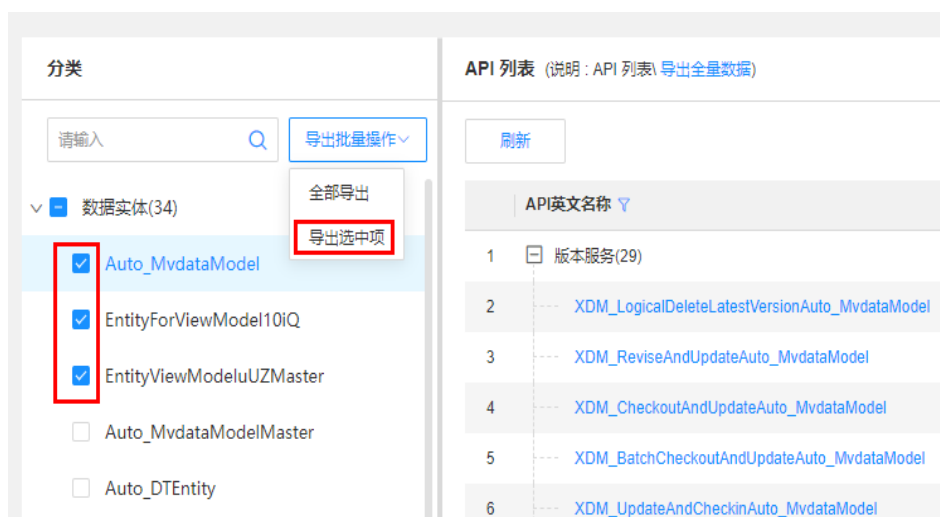 分类
请输入
导出批量操作
全部导出
导出选中项
数据实体(34)
Auto_MvdataModel
EntityForViewModel10iQ
EntityViewModeluUZMaster
Auto_MvdataModelMaster
Auto_DTEntity
API 列表 (说明 : API 列表\ 导出全量数据)
刷新
API英文名称
1 版本服务(29)
2 XDM_LogicalDeleteLatestVersionAuto_MvdataModel
3 XDM_ReviseAndUpdateAuto_MvdataModel
4 XDM_CheckoutAndUpdateAuto_MvdataModel
5 XDM_BatchCheckoutAndUpdateAuto_MvdataModel
6 XDM_UpdateAndCheckinAuto_MvdataModel